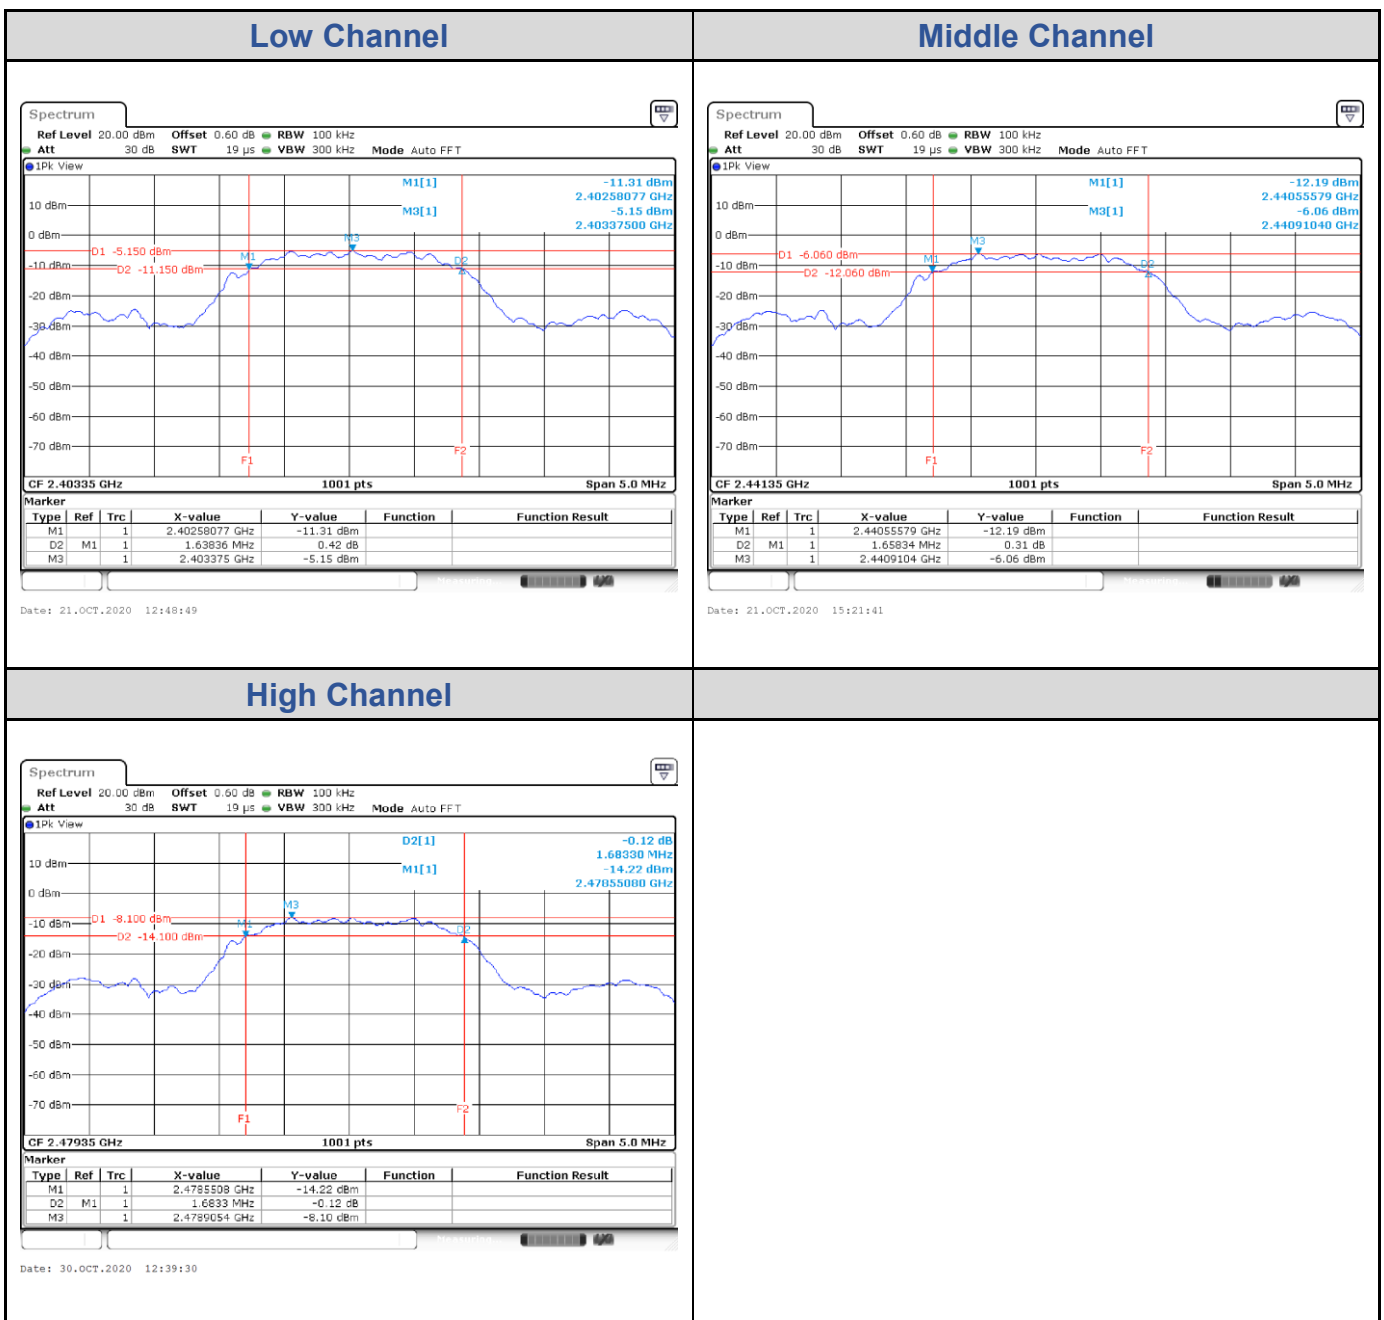 Low Channel
Spectrum
Ref Level 20.00 dBm Offset 0.60 dB RBW 100 kHz
Att 30 dB SWT 19 µs VBW 300 kHz Mode Auto FFT
1Pk View
M1[1] -11.31 dBm
2.40258077 GHz
10 dBm
M3[1] -5.15 dBm
2.40337500 GHz
0 dBm
M3
D1 -5.150 dBm
M1
D2
-10 dBm
D2 -11.150 dBm
-20 dBm
-30 dBm
-40 dBm
-50 dBm
-60 dBm
-70 dBm
F2
F1
CF 2.40335 GHz 1001 pts Span 5.0 MHz
Marker
Type Ref Trc X-value Y-value Function Function Result
M1 1 2.40258077 GHz -11.31 dBm
D2 M1 1 1.63836 MHz 0.42 dB
M3 1 2.403375 GHz -5.15 dBm
Measuring...
Date: 21.OCT.2020 12:48:49
Middle Channel
Spectrum
Ref Level 20.00 dBm Offset 0.60 dB RBW 100 kHz
Att 30 dB SWT 19 µs VBW 300 kHz Mode Auto FFT
1Pk View
M1[1] -12.19 dBm
2.44055579 GHz
10 dBm
M3[1] -6.06 dBm
2.44091040 GHz
0 dBm
M3
D1 -6.060 dBm
M1
D2
-10 dBm
D2 -12.060 dBm
-20 dBm
-30 dBm
-40 dBm
-50 dBm
-60 dBm
-70 dBm
F2
F1
CF 2.44135 GHz 1001 pts Span 5.0 MHz
Marker
Type Ref Trc X-value Y-value Function Function Result
M1 1 2.44055579 GHz -12.19 dBm
D2 M1 1 1.65834 MHz 0.31 dB
M3 1 2.4409104 GHz -6.06 dBm
Measuring...
Date: 21.OCT.2020 15:21:41
High Channel
Spectrum
Ref Level 20.00 dBm Offset 0.60 dB RBW 100 kHz
Att 30 dB SWT 19 µs VBW 300 kHz Mode Auto FFT
1Pk View
D2[1] -0.12 dB
1.68330 MHz
10 dBm
M1[1] -14.22 dBm
2.47855080 GHz
0 dBm
M3
D1 -8.100 dBm
-10 dBm
M1
D2
D2 -14.100 dBm
-20 dBm
-30 dBm
-40 dBm
-50 dBm
-60 dBm
-70 dBm
F2
F1
CF 2.47935 GHz 1001 pts Span 5.0 MHz
Marker
Type Ref Trc X-value Y-value Function Function Result
M1 1 2.4785508 GHz -14.22 dBm
D2 M1 1 1.6833 MHz -0.12 dB
M3 1 2.4789054 GHz -8.10 dBm
Measuring...
Date: 30.OCT.2020 12:39:30